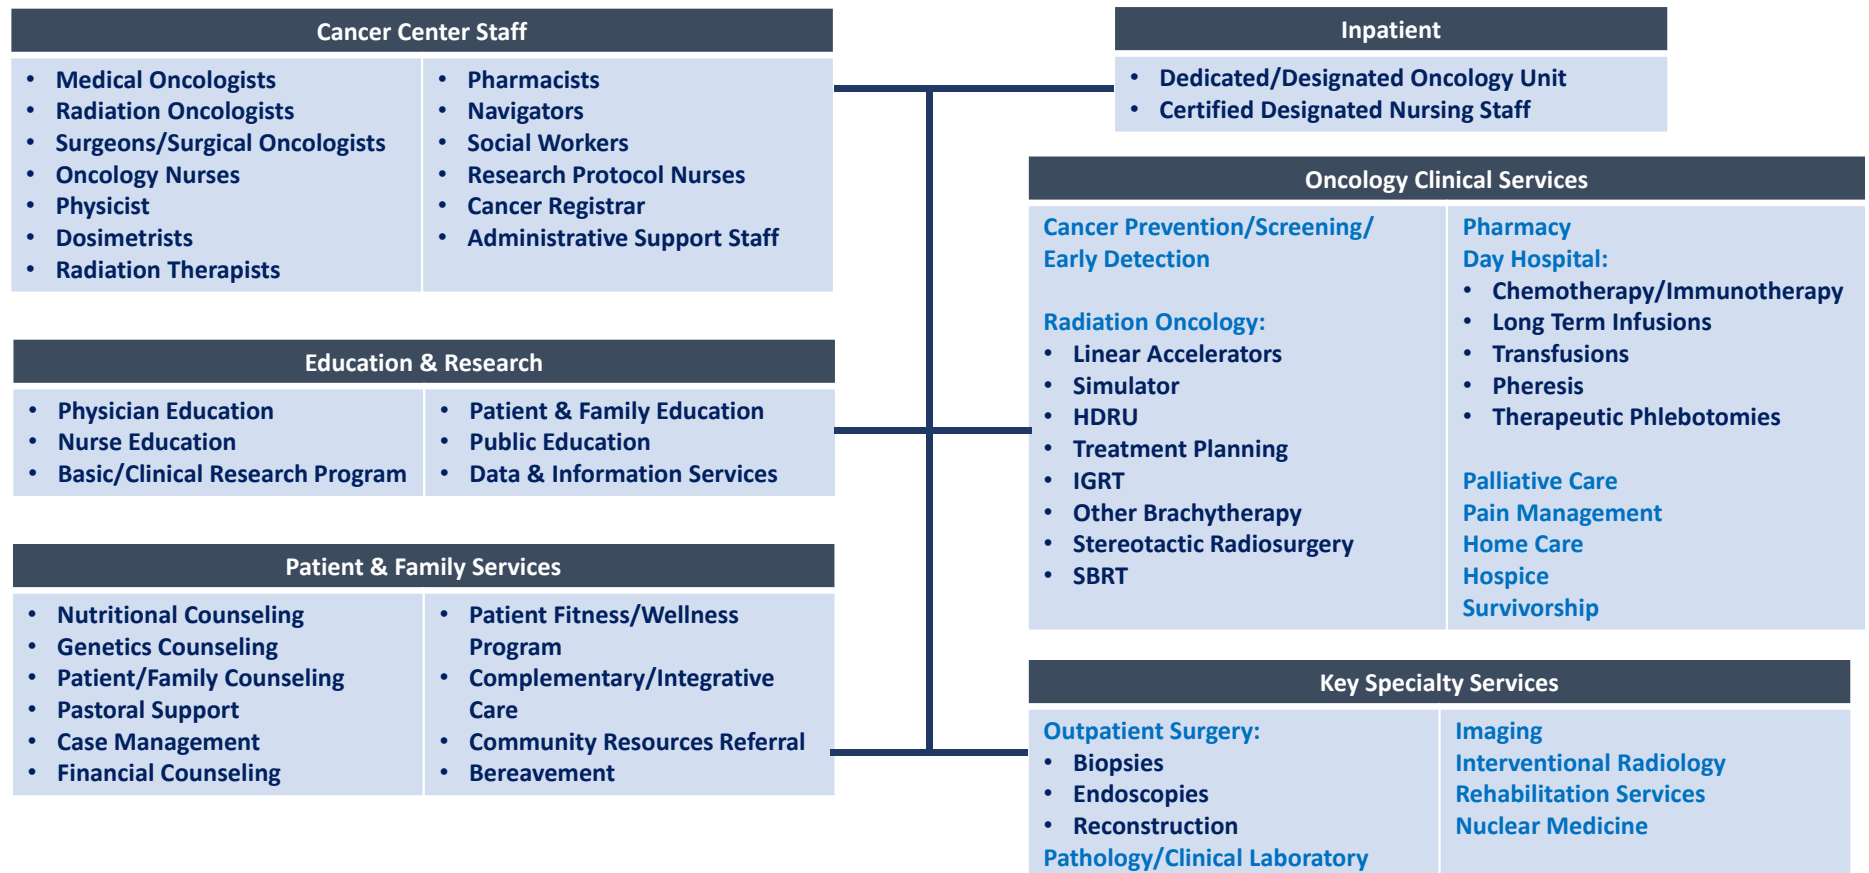 Cancer Center Staff
• Medical Oncologists
• Radiation Oncologists
• Surgeons/Surgical Oncologists
• Oncology Nurses
• Physicist
• Dosimetrists
• Radiation Therapists
• Pharmacists
• Navigators
• Social Workers
• Research Protocol Nurses
• Cancer Registrar
• Administrative Support Staff
Education & Research
• Physician Education
• Nurse Education
• Basic/Clinical Research Program
• Patient & Family Education
• Public Education
• Data & Information Services
Patient & Family Services
• Nutritional Counseling
• Genetics Counseling
• Patient/Family Counseling
• Pastoral Support
• Case Management
• Financial Counseling
• Patient Fitness/Wellness
Program
• Complementary/Integrative
Care
• Community Resources Referral
• Bereavement
Inpatient
• Dedicated/Designated Oncology Unit
• Certified Designated Nursing Staff
Oncology Clinical Services
Cancer Prevention/Screening/
Early Detection
Radiation Oncology:
• Linear Accelerators
• Simulator
• HDRU
• Treatment Planning
• IGRT
• Other Brachytherapy
• Stereotactic Radiosurgery
• SBRT
Pharmacy
Day Hospital:
• Chemotherapy/Immunotherapy
• Long Term Infusions
• Transfusions
• Pheresis
• Therapeutic Phlebotomies
Palliative Care
Pain Management
Home Care
Hospice
Survivorship
Key Specialty Services
Outpatient Surgery:
• Biopsies
• Endoscopies
• Reconstruction
Pathology/Clinical Laboratory
Imaging
Interventional Radiology
Rehabilitation Services
Nuclear Medicine